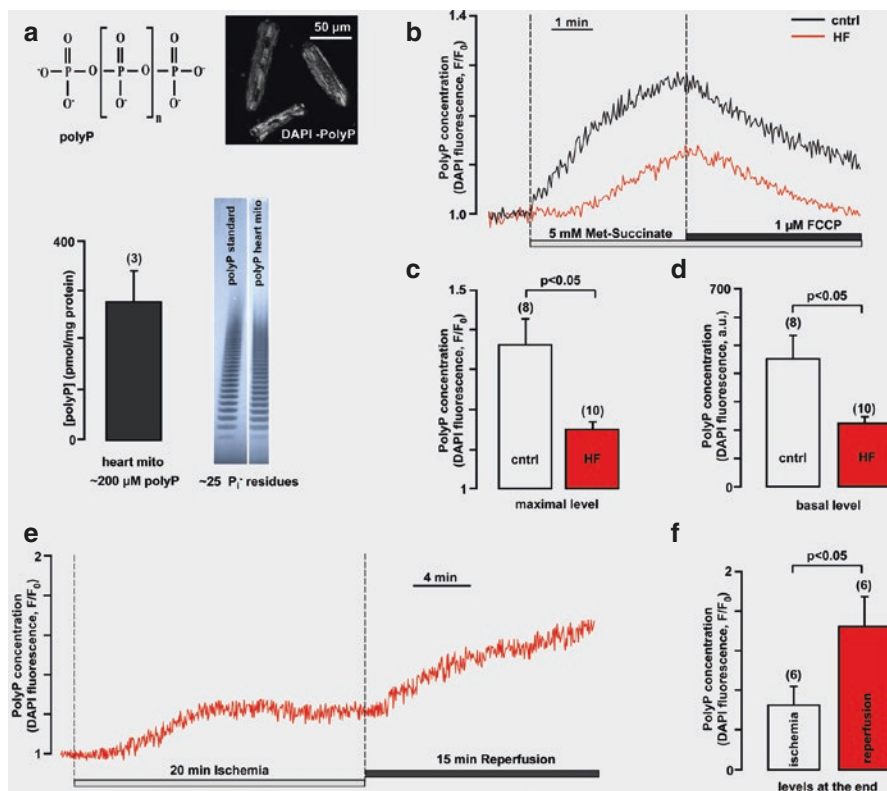 a
O O O
⁻O P O P O P O⁻
O⁻ O⁻ O⁻
n
polyP
50 µm
DAPI -PolyP
400
[polyP] (pmol/mg protein)
0
(3)
heart mito
~200 µM polyP
polyP standard
polyP heart mito
~25 Pi⁻ residues
b
1.4
PolyP concentration
(DAPI fluorescence, F/F₀)
1.0
1 min
cntrl
HF
5 mM Met-Succinate
1 µM FCCP
c
1.5
PolyP concentration
(DAPI fluorescence, F/F₀)
1
p<0.05
(8)
(10)
cntrl
HF
maximal level
d
700
PolyP concentration
(DAPI fluorescence, a.u.)
0
p<0.05
(8)
(10)
cntrl
HF
basal level
e
2
PolyP concentration
(DAPI fluorescence, F/F₀)
1
4 min
20 min Ischemia
15 min Reperfusion
f
2
PolyP concentration
(DAPI fluorescence, F/F₀)
0
p<0.05
(6)
(6)
ischemia
reperfusion
levels at the end